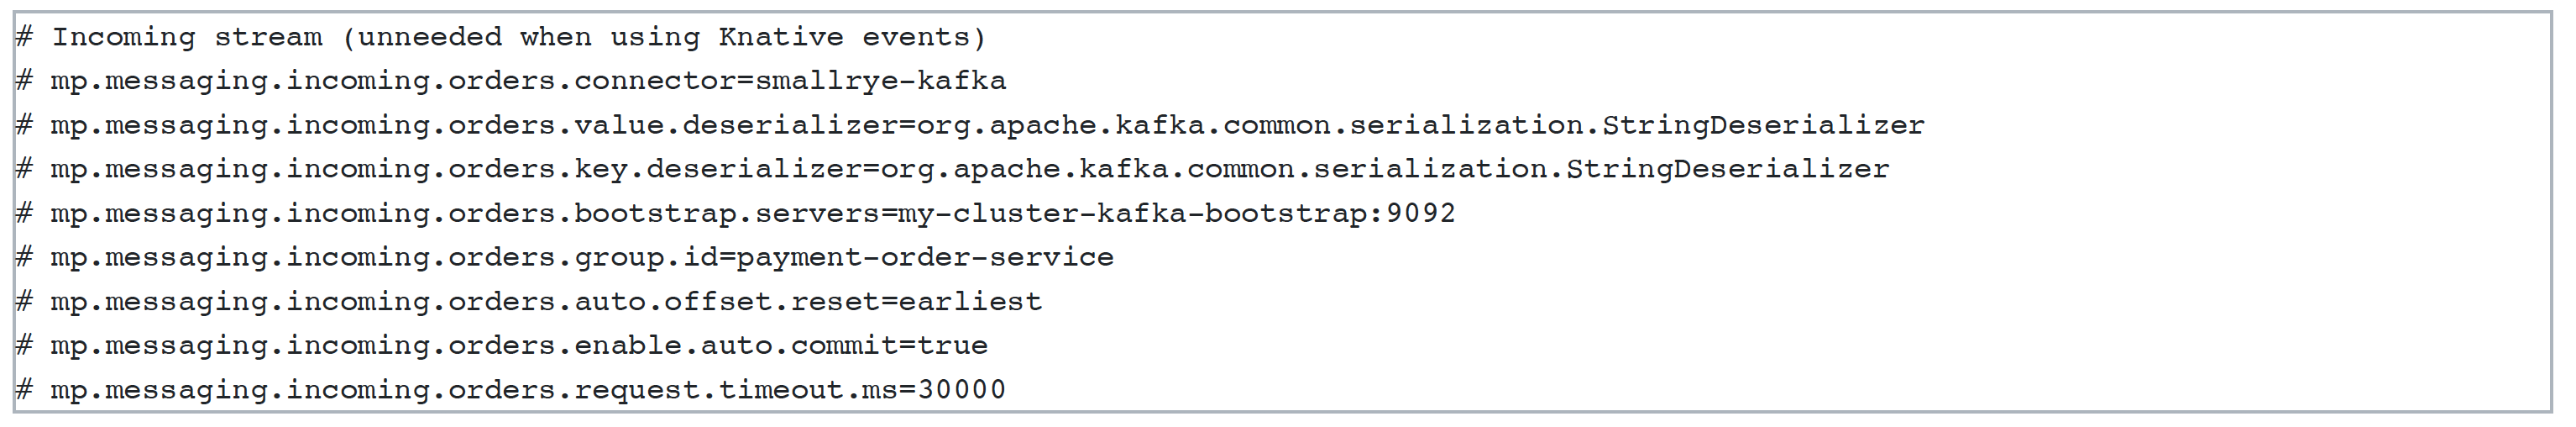 # Incoming stream (unneeded when using Knative events)
# mp.messaging.incoming.orders.connector=smallrye-kafka
# mp.messaging.incoming.orders.value.deserializer=org.apache.kafka.common.serialization.StringDeserializer
# mp.messaging.incoming.orders.key.deserializer=org.apache.kafka.common.serialization.StringDeserializer
# mp.messaging.incoming.orders.bootstrap.servers=my-cluster-kafka-bootstrap:9092
# mp.messaging.incoming.orders.group.id=payment-order-service
# mp.messaging.incoming.orders.auto.offset.reset=earliest
# mp.messaging.incoming.orders.enable.auto.commit=true
# mp.messaging.incoming.orders.request.timeout.ms=30000